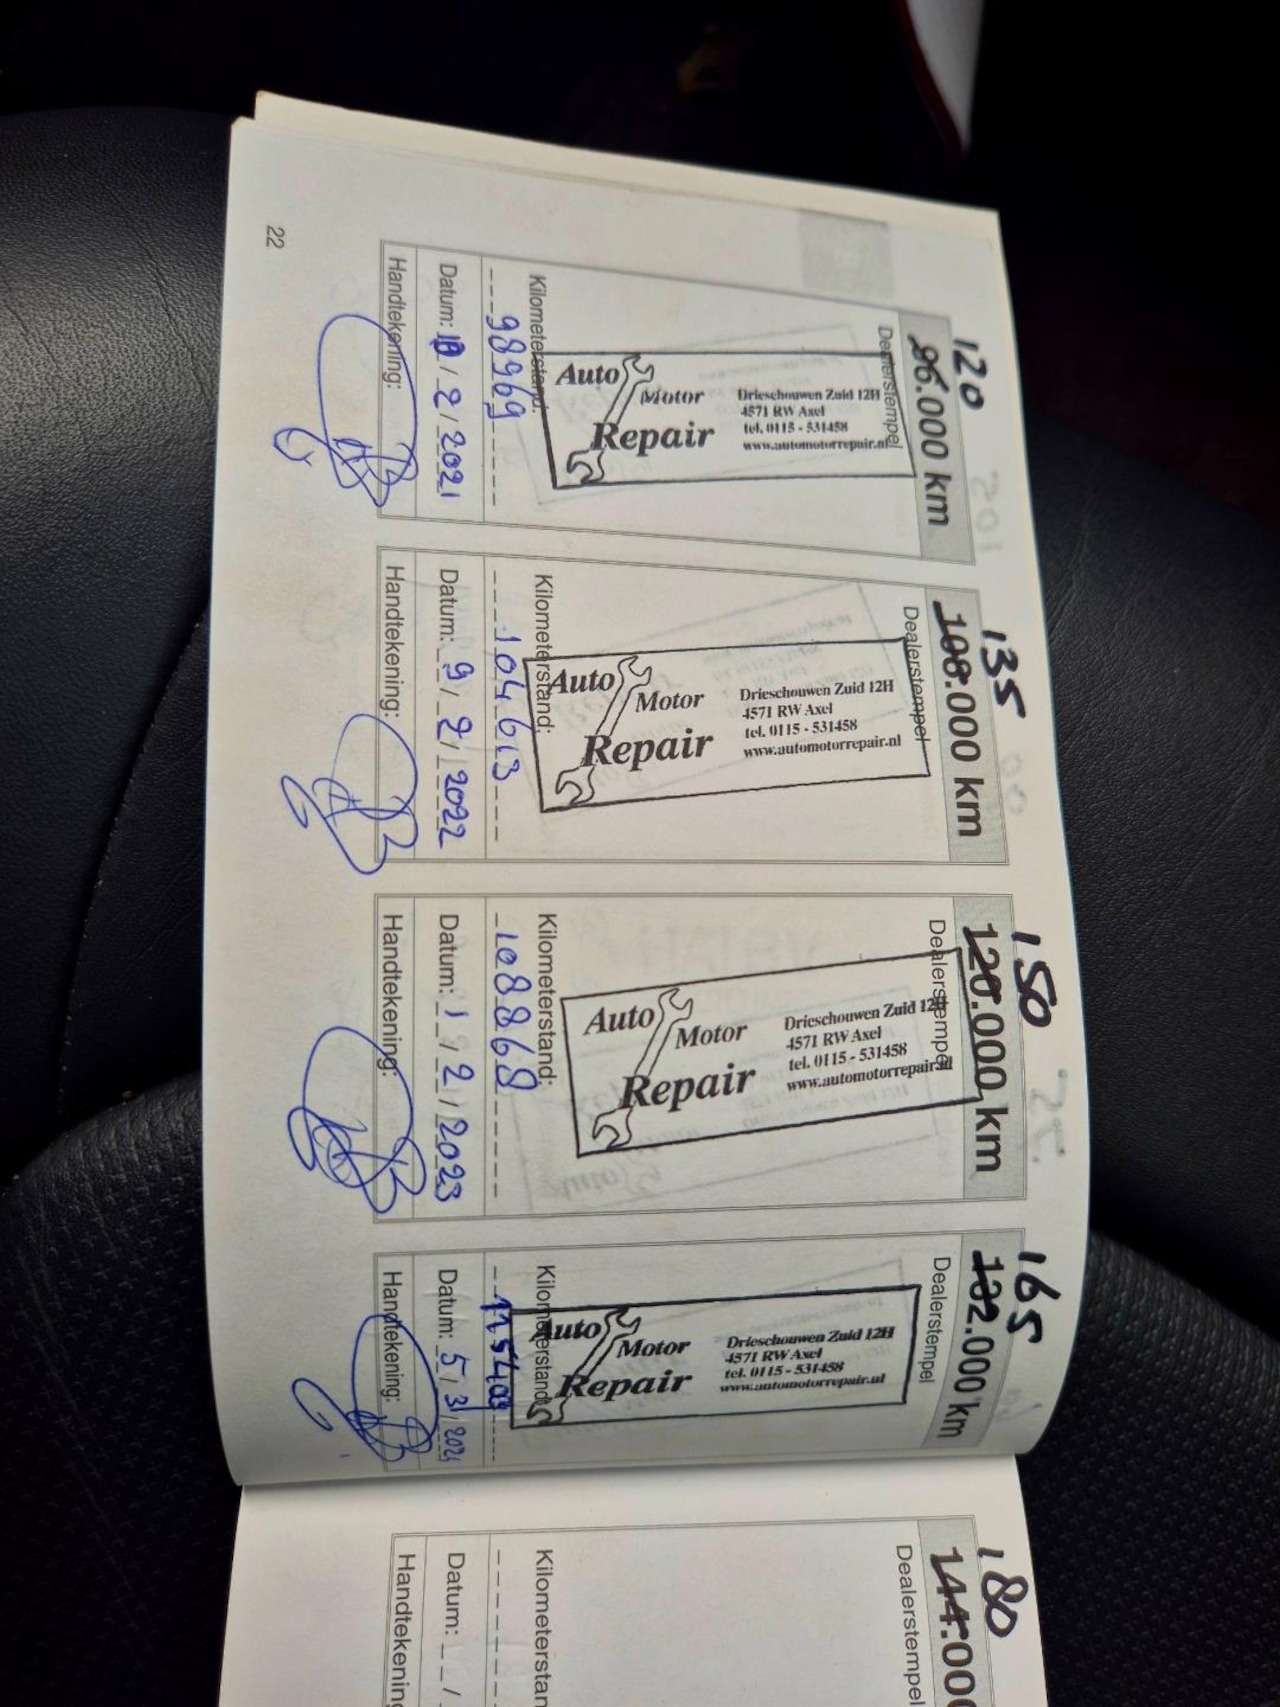 120
96.000 km
Dealerstempel
Auto
Motor
Repair
Drieschouwen Zuid 12H
4571 RW Axel
tel. 0115 - 531458
www.automotorrepair.nl
Kilometerstand:
98969
Datum: / 2 / 2021
Handtekening:
135
108.000 km
Dealerstempel
Auto
Motor
Repair
Drieschouwen Zuid 12H
4571 RW Axel
tel. 0115 - 531458
www.automotorrepair.nl
Kilometerstand:
104613
Datum: 9 / 2 / 2022
Handtekening:
150
120.000 km
Dealerstempel
Auto
Motor
Repair
Drieschouwen Zuid 12H
4571 RW Axel
tel. 0115 - 531458
www.automotorrepair.nl
Kilometerstand:
108868
Datum: 1 / 2 / 2023
Handtekening:
165
132.000 km
Dealerstempel
Auto
Motor
Repair
Drieschouwen Zuid 12H
4571 RW Axel
tel. 0115 - 531458
www.automotorrepair.nl
Kilometerstand:
Datum: 5 / 3 / 2024
Handtekening:
22
180
144.000
Dealerstempel
Kilometerstan
Datum: /
Handtekening